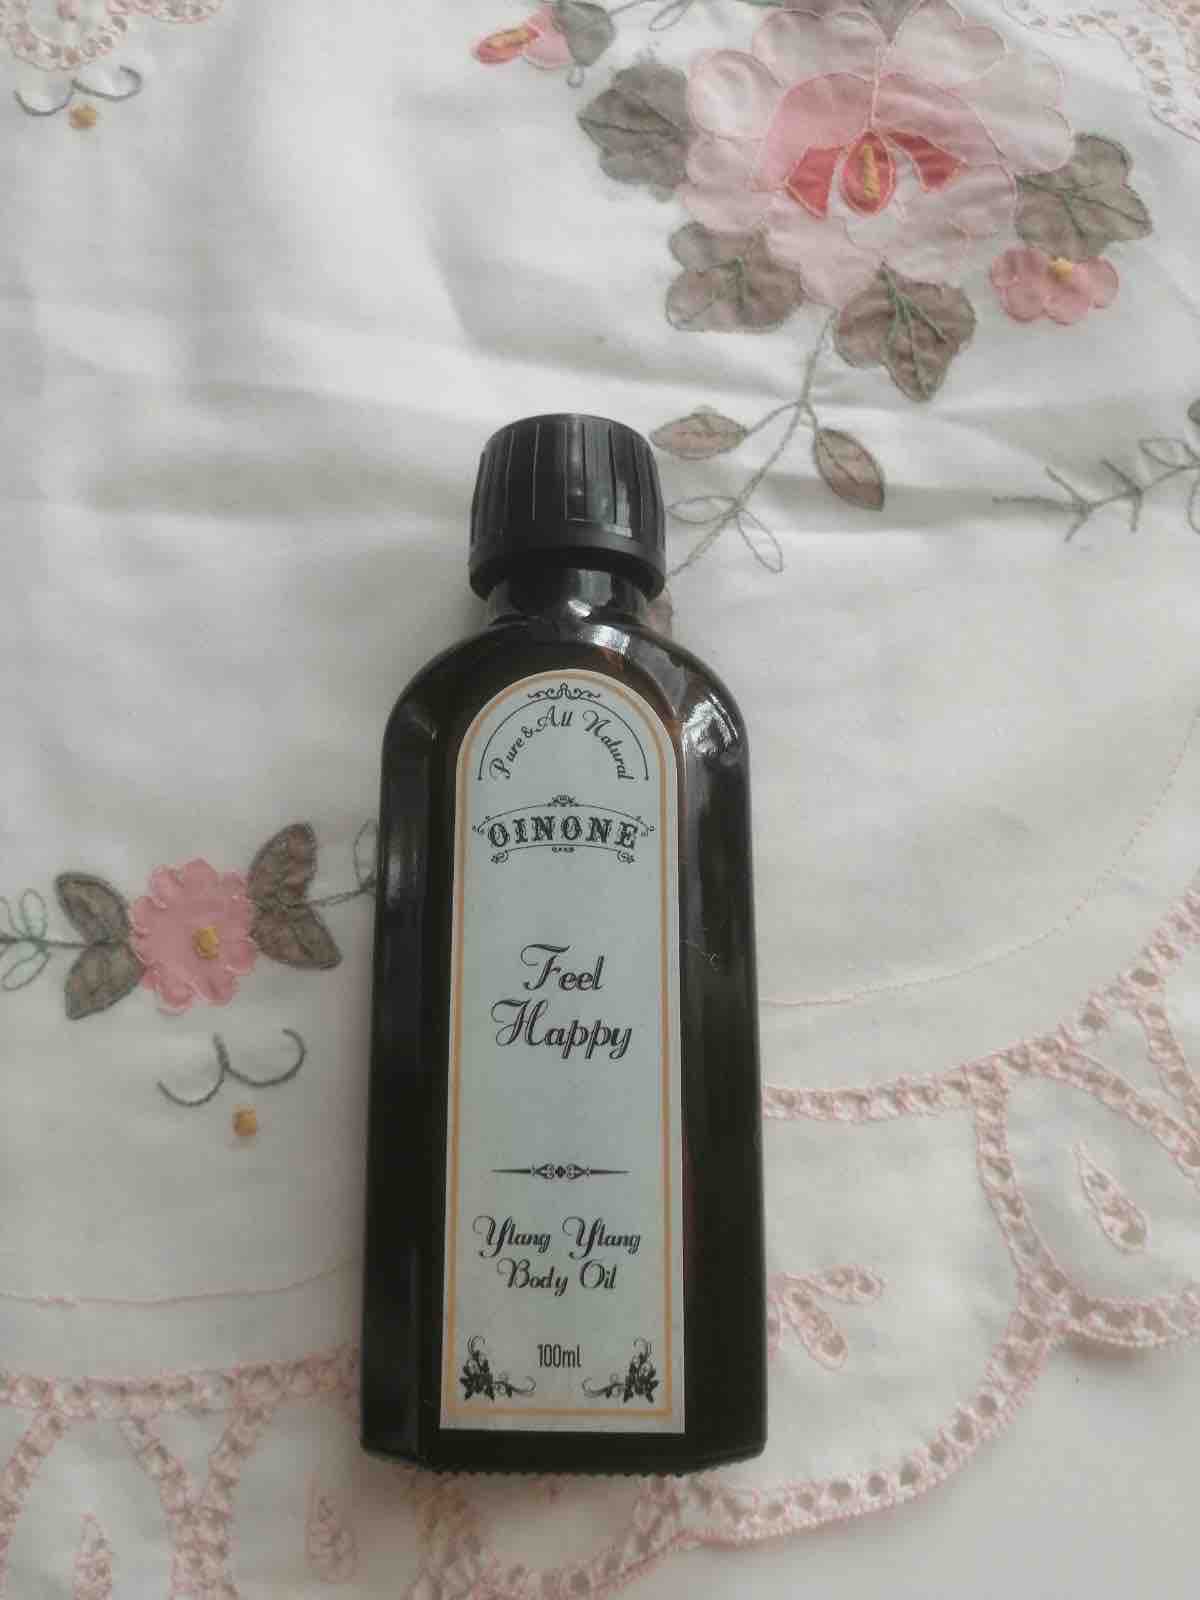 Pure & All Natural
OINONE
Feel
Happy
Ylang Ylang
Body Oil
100ml